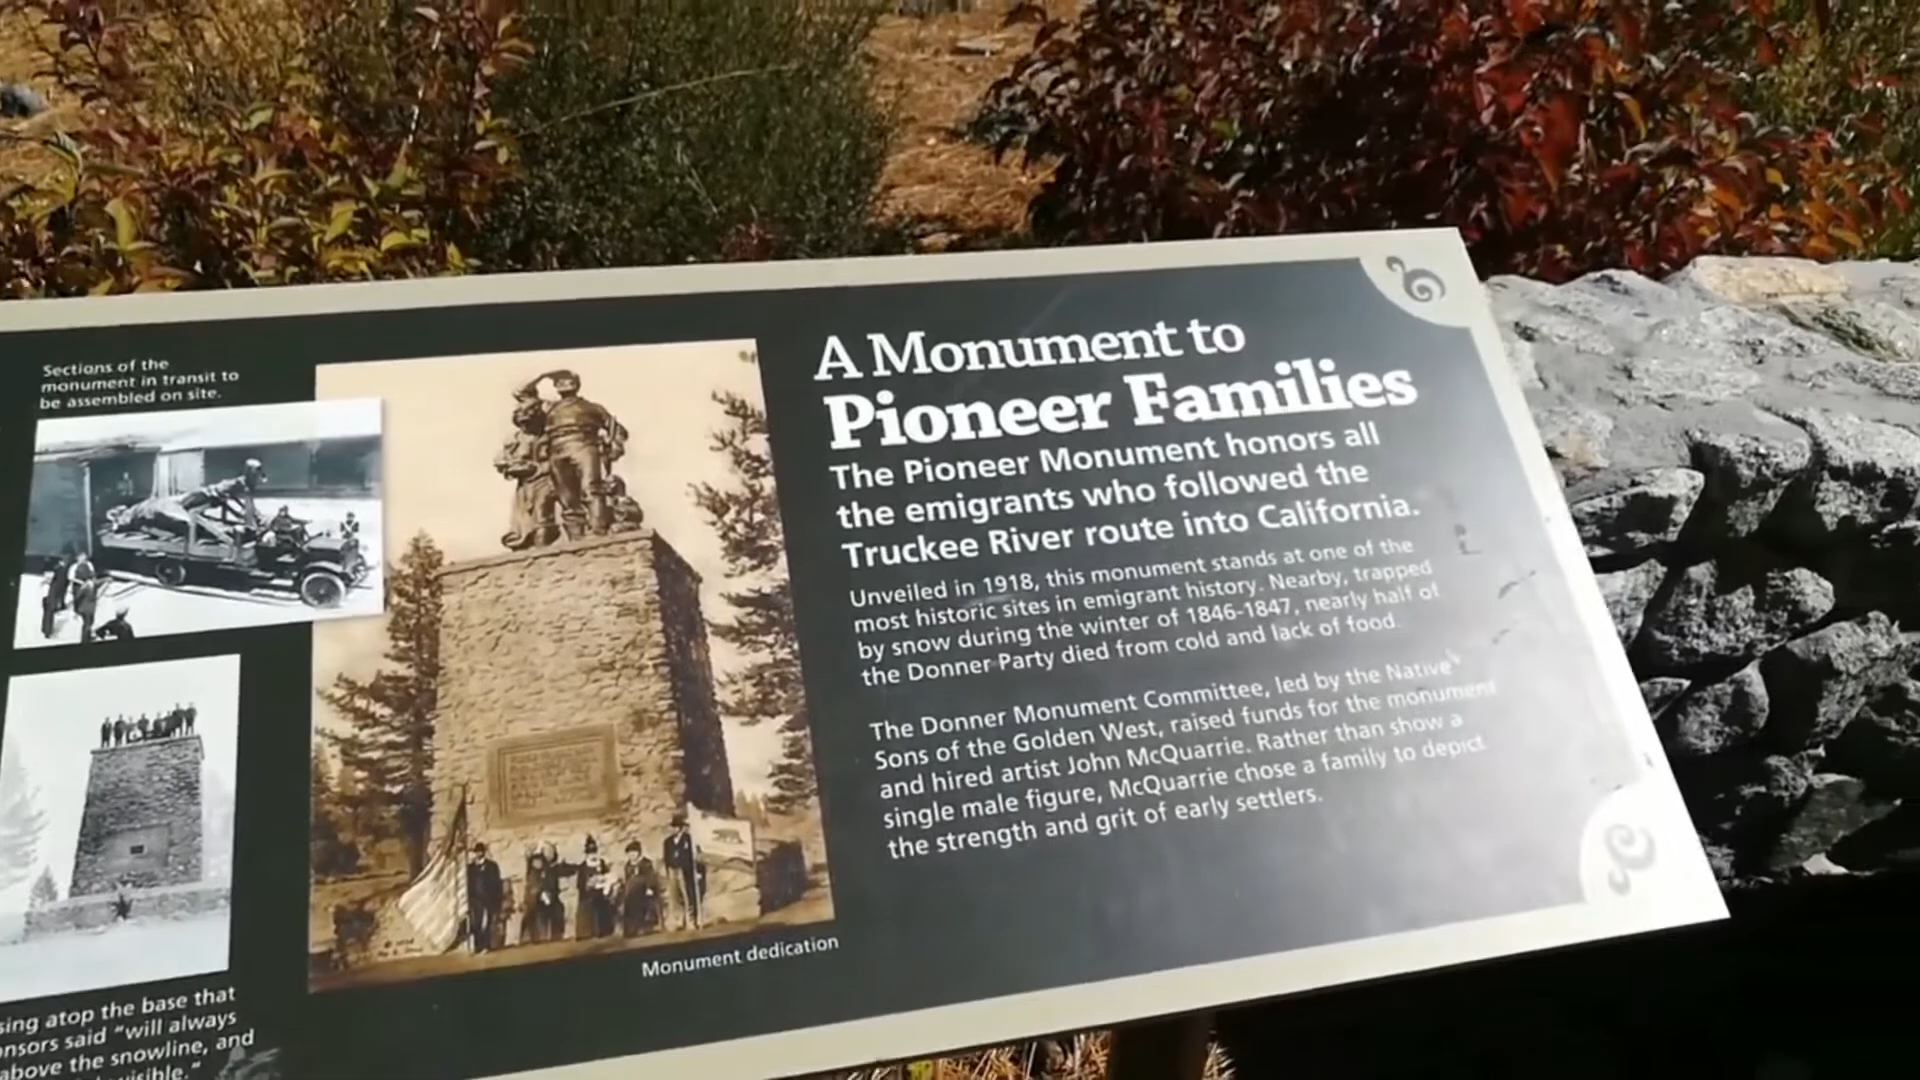 Sections of the
monument in transit to
be assembled on site.
sing atop the base that
nsors said "will always
above the snowline, and
visible."
Monument dedication
A Monument to
Pioneer Families
The Pioneer Monument honors all
the emigrants who followed the
Truckee River route into California.
Unveiled in 1918, this monument stands at one of the
most historic sites in emigrant history. Nearby, trapped
by snow during the winter of 1846-1847, nearly half of
the Donner Party died from cold and lack of food.
The Donner Monument Committee, led by the Native
Sons of the Golden West, raised funds for the monument
and hired artist John McQuarrie. Rather than show a
single male figure, McQuarrie chose a family to depict
the strength and grit of early settlers.